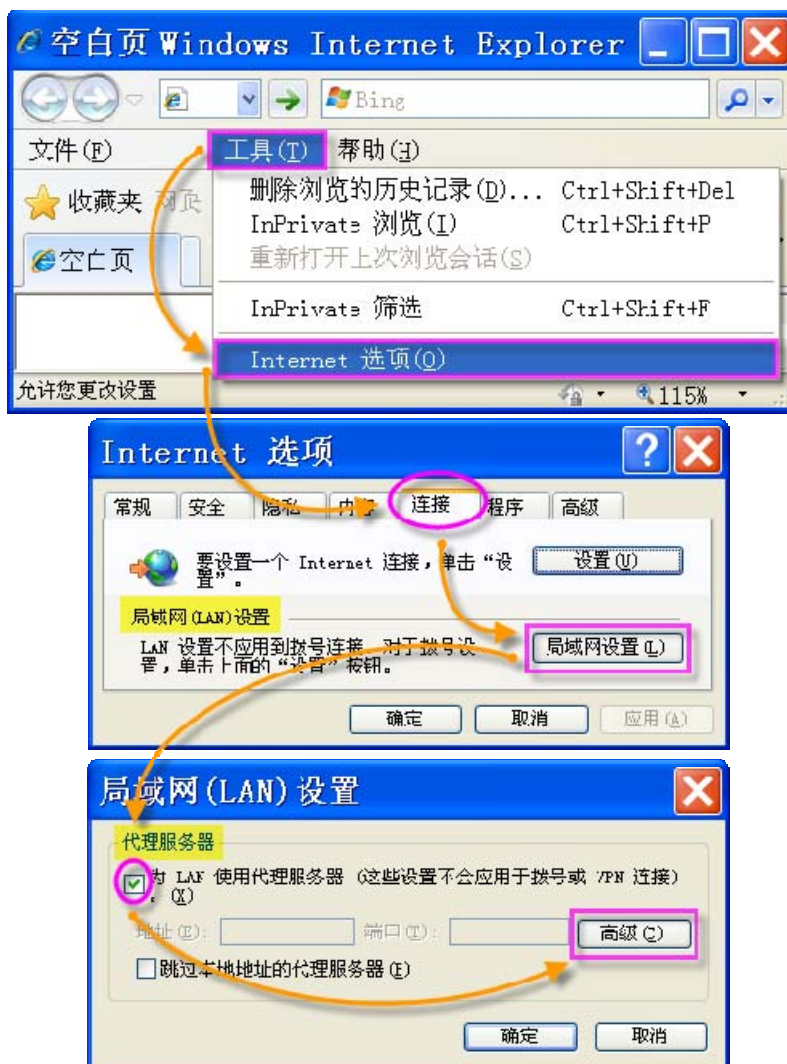 空白页 Windows Internet Explorer
Bing
文件(F) 工具(T) 帮助(H)
收藏夹
删除浏览的历史记录(D)... Ctrl+Shift+Del
InPrivate 浏览(I) Ctrl+Shift+P
空白页
重新打开上次浏览会话(S)
InPrivate 筛选 Ctrl+Shift+F
Internet 选项(O)
允许您更改设置
115%
Internet 选项
常规 安全 隐私 内容 连接 程序 高级
要设置一个 Internet 连接，单击“设
置”。
设置(U)
局域网(LAN)设置
LAN 设置不应用到拨号连接。对于拨号设
置，单击上面的“设置”按钮。
局域网设置(L)
确定 取消 应用(A)
局域网(LAN)设置
代理服务器
为 LAN 使用代理服务器（这些设置不会应用于拨号或 VPN 连接）
。(X)
地址(E): 端口(T): 高级(C)
跳过本地地址的代理服务器(B)
确定 取消